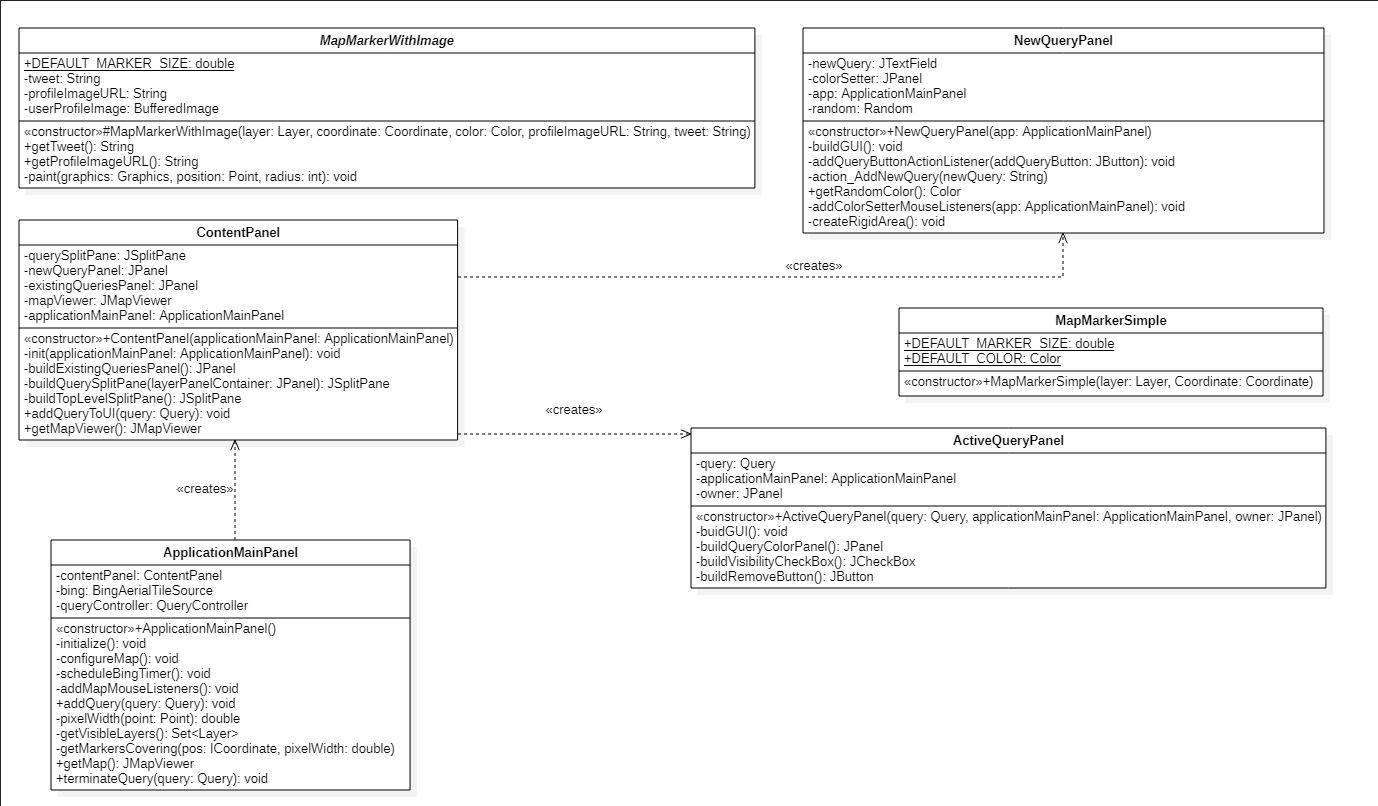 MapMarkerWithImage
+DEFAULT_MARKER_SIZE: double
-tweet: String
-profileImageURL: String
-userProfileImage: BufferedImage
«constructor»#MapMarkerWithImage(layer: Layer, coordinate: Coordinate, color: Color, profileImageURL: String, tweet: String)
+getTweet(): String
+getProfileImageURL(): String
-paint(graphics: Graphics, position: Point, radius: int): void
NewQueryPanel
-newQuery: JTextField
-colorSetter: JPanel
-app: ApplicationMainPanel
-random: Random
«constructor»+NewQueryPanel(app: ApplicationMainPanel)
-buildGUI(): void
-addQueryButtonActionListener(addQueryButton: JButton): void
-action_AddNewQuery(newQuery: String)
+getRandomColor(): Color
-addColorSetterMouseListeners(app: ApplicationMainPanel): void
-createRigidArea(): void
ContentPanel
-querySplitPane: JSplitPane
-newQueryPanel: JPanel
-existingQueriesPanel: JPanel
-mapViewer: JMapViewer
-applicationMainPanel: ApplicationMainPanel
«constructor»+ContentPanel(applicationMainPanel: ApplicationMainPanel)
-init(applicationMainPanel: ApplicationMainPanel): void
-buildExistingQueriesPanel(): JPanel
-buildQuerySplitPane(layerPanelContainer: JPanel): JSplitPane
-buildTopLevelSplitPane(): JSplitPane
+addQueryToUI(query: Query): void
+getMapViewer(): JMapViewer
«creates»
MapMarkerSimple
+DEFAULT_MARKER_SIZE: double
+DEFAULT_COLOR: Color
«constructor»+MapMarkerSimple(layer: Layer, Coordinate: Coordinate)
«creates»
ActiveQueryPanel
-query: Query
-applicationMainPanel: ApplicationMainPanel
-owner: JPanel
«constructor»+ActiveQueryPanel(query: Query, applicationMainPanel: ApplicationMainPanel, owner: JPanel)
-buidGUI(): void
-buildQueryColorPanel(): JPanel
-buildVisibilityCheckBox(): JCheckBox
-buildRemoveButton(): JButton
«creates»
ApplicationMainPanel
-contentPanel: ContentPanel
-bing: BingAerialTileSource
-queryController: QueryController
«constructor»+ApplicationMainPanel()
-initialize(): void
-configureMap(): void
-scheduleBingTimer(): void
-addMapMouseListeners(): void
+addQuery(query: Query): void
-pixelWidth(point: Point): double
-getVisibleLayers(): Set<Layer>
-getMarkersCovering(pos: ICoordinate, pixelWidth: double)
+getMap(): JMapViewer
+terminateQuery(query: Query): void